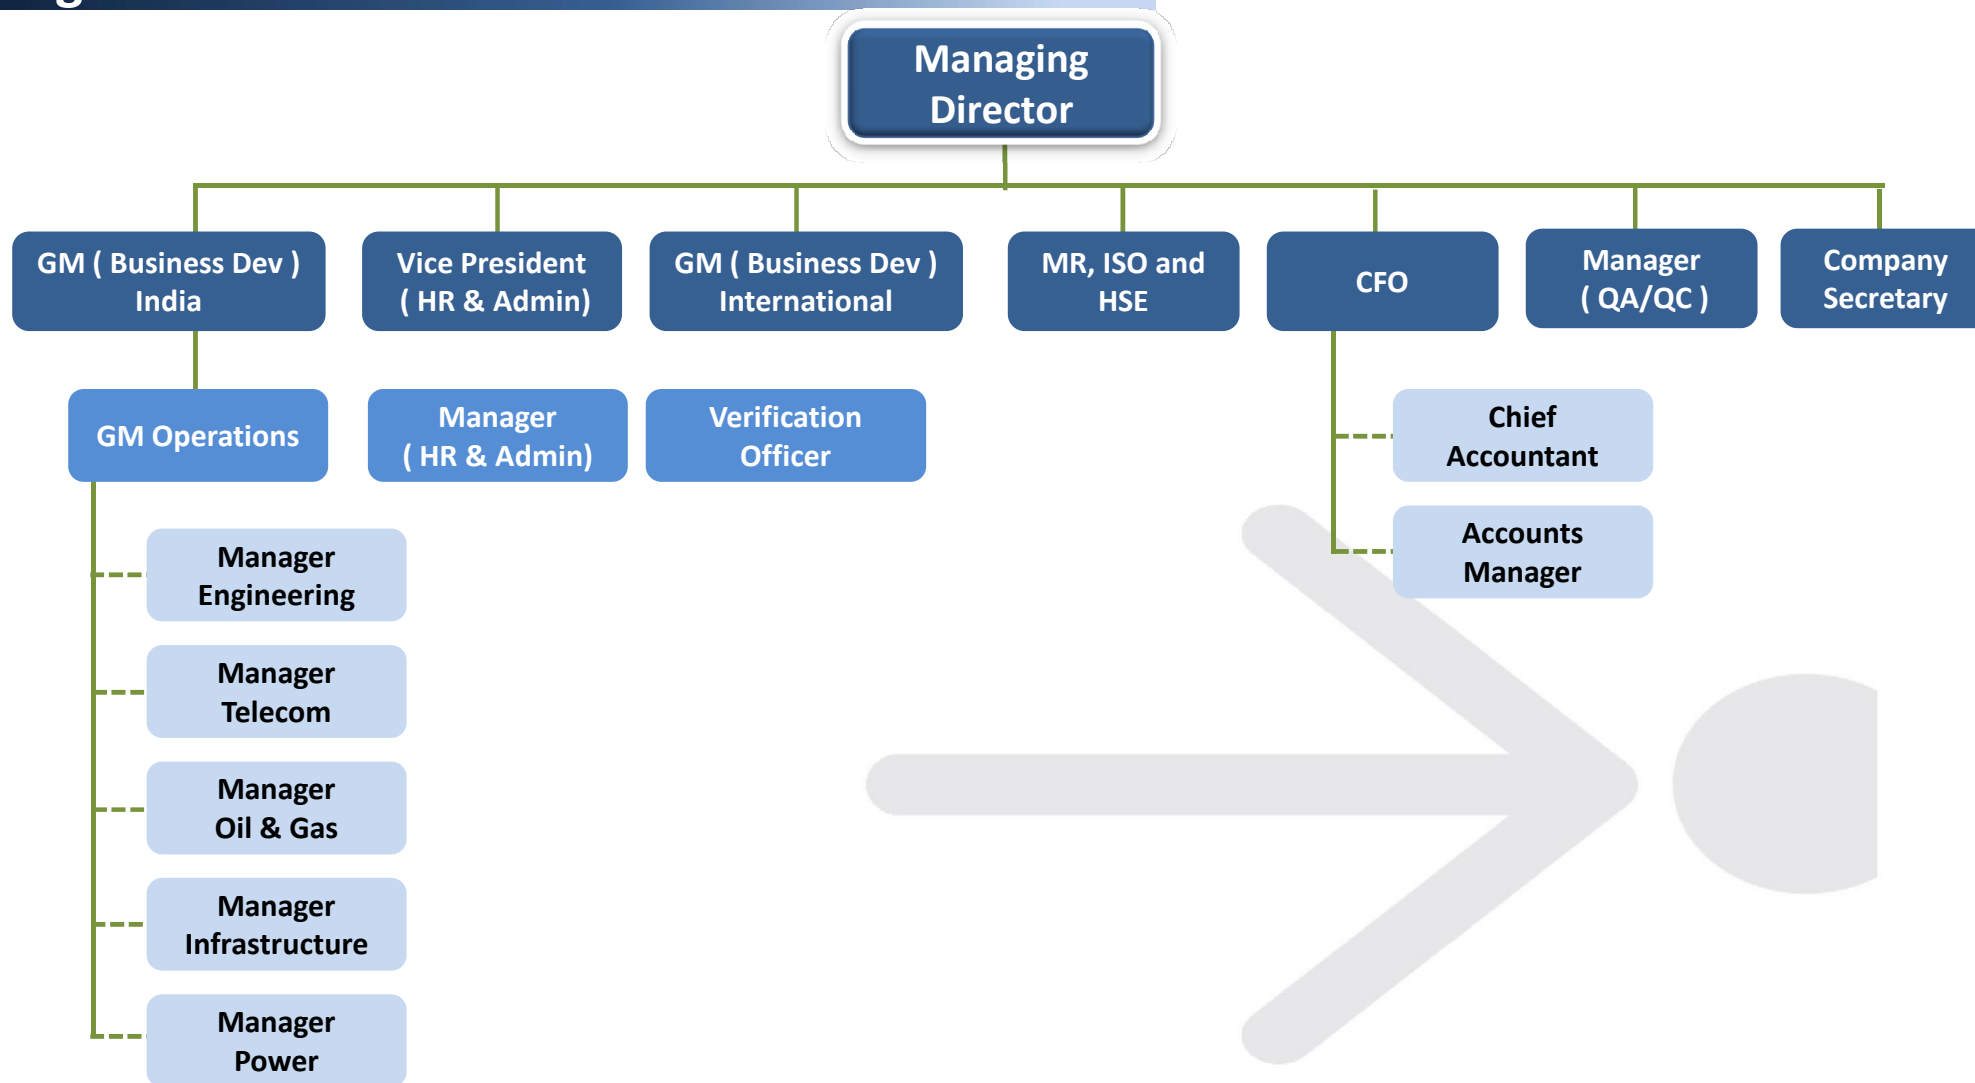 Managing
Director
GM ( Business Dev )
India
Vice President
( HR & Admin)
GM ( Business Dev )
International
MR, ISO and
HSE
CFO
Manager
( QA/QC )
Company
Secretary
GM Operations
Manager
( HR & Admin)
Verification
Officer
Chief
Accountant
Accounts
Manager
Manager
Engineering
Manager
Telecom
Manager
Oil & Gas
Manager
Infrastructure
Manager
Power